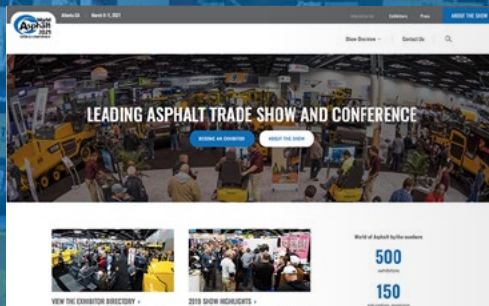 World of
Asphalt
2021
SHOW & CONFERENCE
Atlanta GA | March 9-11, 2021
Exhibitors
Press
ABOUT THE SHOW
Show Overview
Contact Us
LEADING ASPHALT TRADE SHOW AND CONFERENCE
BECOME AN EXHIBITOR
ABOUT THE SHOW
VIEW THE EXHIBITOR DIRECTORY ›
2019 SHOW HIGHLIGHTS ›
World of Asphalt by the numbers
500
exhibitors
150